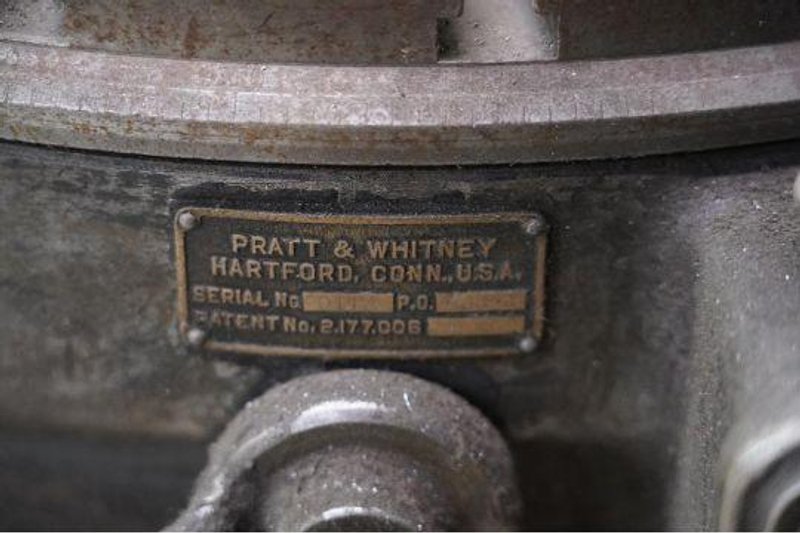 PRATT & WHITNEY
HARTFORD, CONN., U.S.A.
SERIAL No. P.O.
PATENT No. 2.177.006